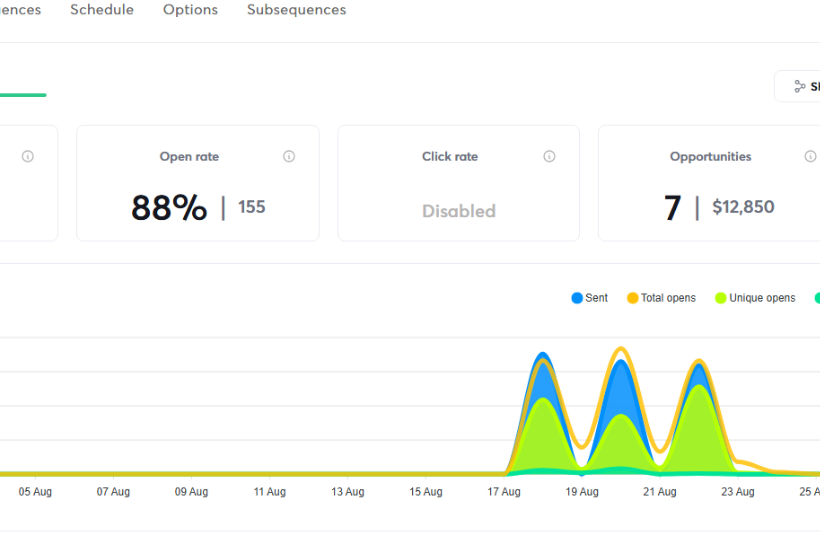 Schedule Options Subsequences
Open rate Click rate Opportunities
88% | 155 Disabled 7 | $12,850
Sent Total opens Unique opens
05 Aug 07 Aug 09 Aug 11 Aug 13 Aug 15 Aug 17 Aug 19 Aug 21 Aug 23 Aug 25 A